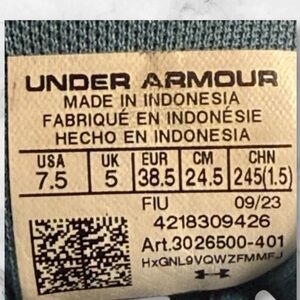 UNDER ARMOUR
MADE IN INDONESIA
FABRIQUÉ EN INDONÉSIE
HECHO EN INDONESIA
USA UK EUR CM CHN
7.5 5 38.5 24.5 245(1.5)
FIU 09/23
4218309426
Art.3026500-401
HxGNL9VQWZFMMFJ